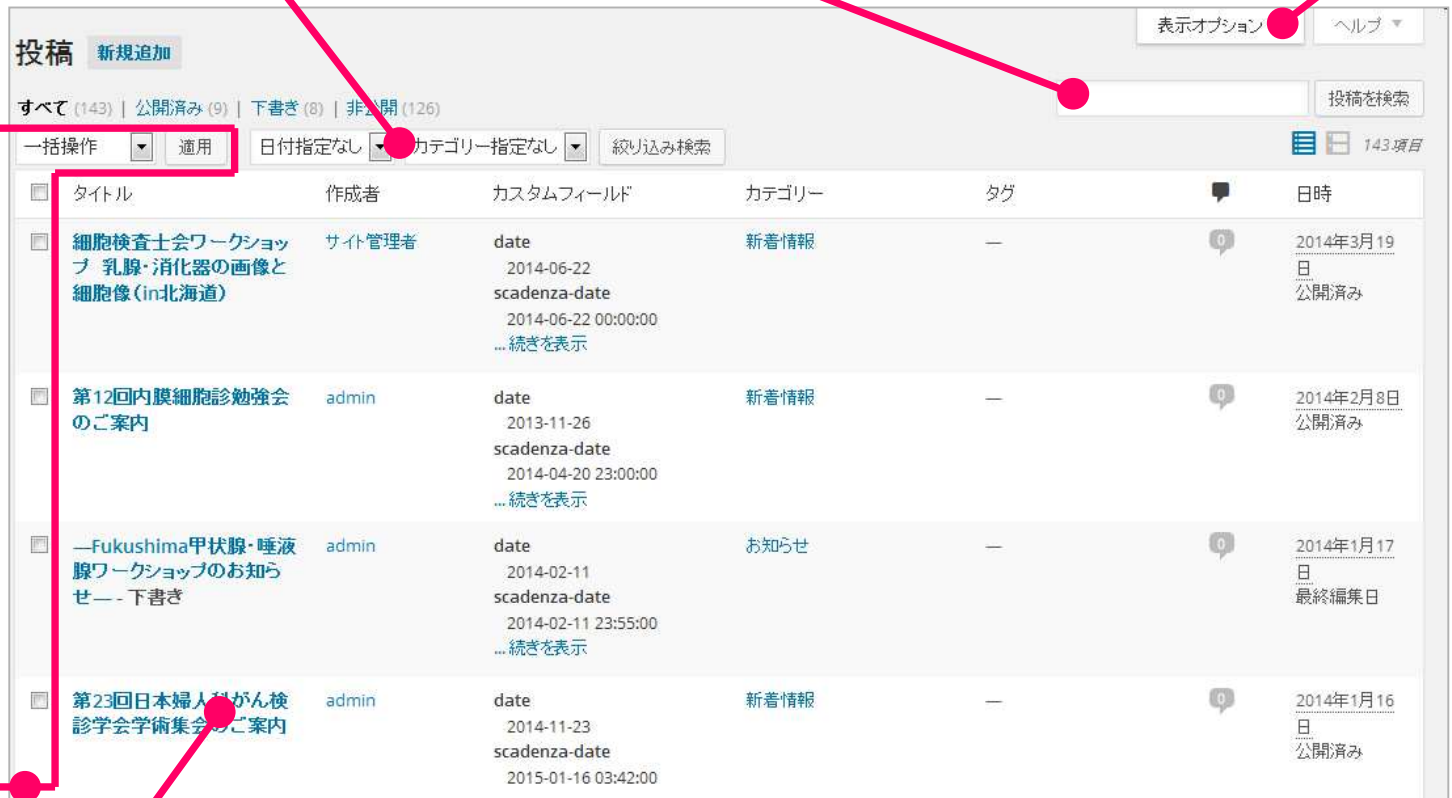 表示オプション ヘルプ ▼
投稿 新規追加
すべて (143) | 公開済み (9) | 下書き (8) | 非公開 (126)
投稿を検索
一括操作 適用 日付指定なし カテゴリー指定なし 絞り込み検索
143項目
タイトル 作成者 カスタムフィールド カテゴリー タグ 日時
細胞検査士会ワークショッ
プ 乳腺・消化器の画像と
細胞像(in北海道)
サイト管理者
date
2014-06-22
scadenza-date
2014-06-22 00:00:00
...続きを表示
新着情報
—
0
2014年3月19
日
公開済み
第12回内膜細胞診勉強会
のご案内
admin
date
2013-11-26
scadenza-date
2014-04-20 23:00:00
...続きを表示
新着情報
—
0
2014年2月8日
公開済み
—Fukushima甲状腺・唾液
腺ワークショップのお知ら
せ— - 下書き
admin
date
2014-02-11
scadenza-date
2014-02-11 23:55:00
...続きを表示
お知らせ
—
0
2014年1月17
日
最終編集日
第23回日本婦人科がん検
診学会学術集会のご案内
admin
date
2014-11-23
scadenza-date
2015-01-16 03:42:00
新着情報
—
0
2014年1月16
日
公開済み